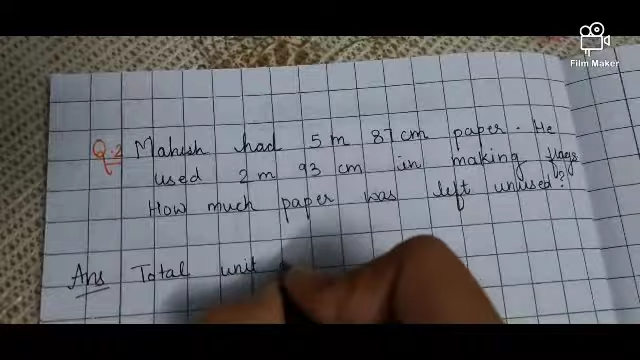 Film Maker
Q.2 Mahish had 5 m 87 cm paper. He
used 2 m 93 cm in making flags
How much paper was left unused?
Ans Total unit